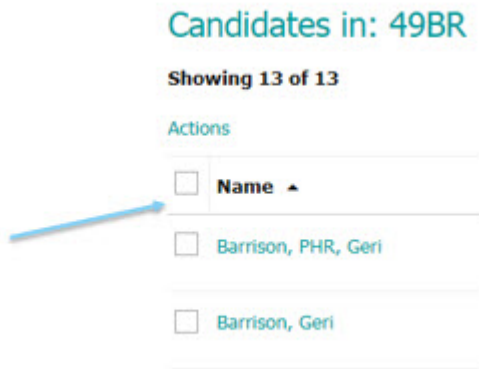 Candidates in: 49BR
Showing 13 of 13
Actions
Name
Barrison, PHR, Geri
Barrison, Geri